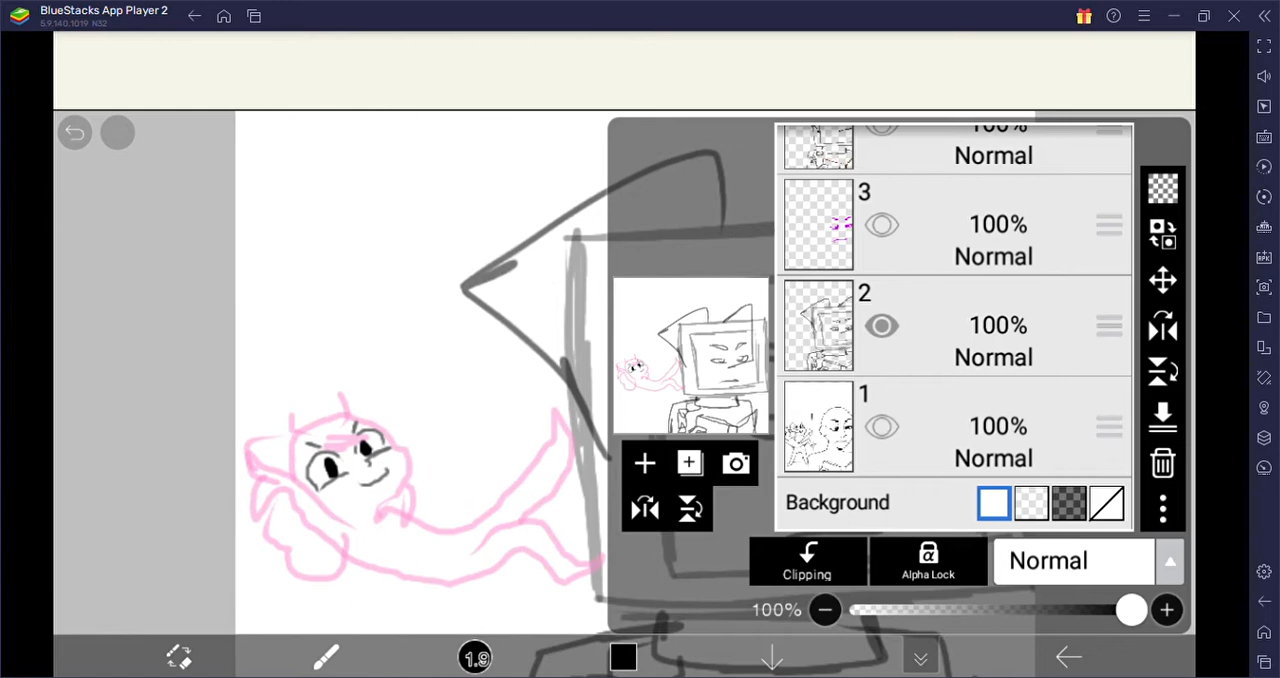 BlueStacks App Player 2
5.9.140.1019 N32
100%
Normal
3
100%
Normal
2
100%
Normal
1
100%
Normal
Background
Clipping
Alpha Lock
Normal
100%
1.9